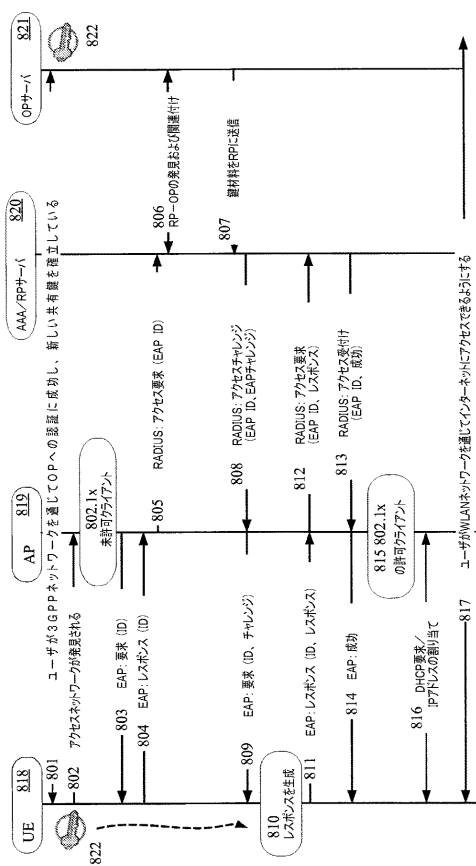 UE 818
AP 819
AAA/RPサーバ 820
OPサーバ 821
822
822
801 ユーザが3GPPネットワークを通じてOPへの認証に成功し、新しい共有鍵を確立している
802 アクセスネットワークが発見される
802.1x
未許可クライアント
803 EAP: 要求 (ID)
804 EAP: レスポンス (ID)
805 RADIUS: アクセス要求 (EAP ID)
806
RP-OPの発見および関連付け
807 鍵材料をRPに送信
808 RADIUS: アクセスチャレンジ
(EAP ID、EAPチャレンジ)
809 EAP: 要求 (ID、チャレンジ)
810
レスポンスを生成
811 EAP: レスポンス (ID、レスポンス)
812 RADIUS: アクセス要求
(EAP ID、レスポンス)
813 RADIUS: アクセス受付け
(EAP ID、成功)
814 EAP: 成功
815 802.1x
の許可クライアント
816 DHCP要求/
IPアドレスの割り当て
817 ユーザがWLANネットワークを通じてインターネットにアクセスできるようにする